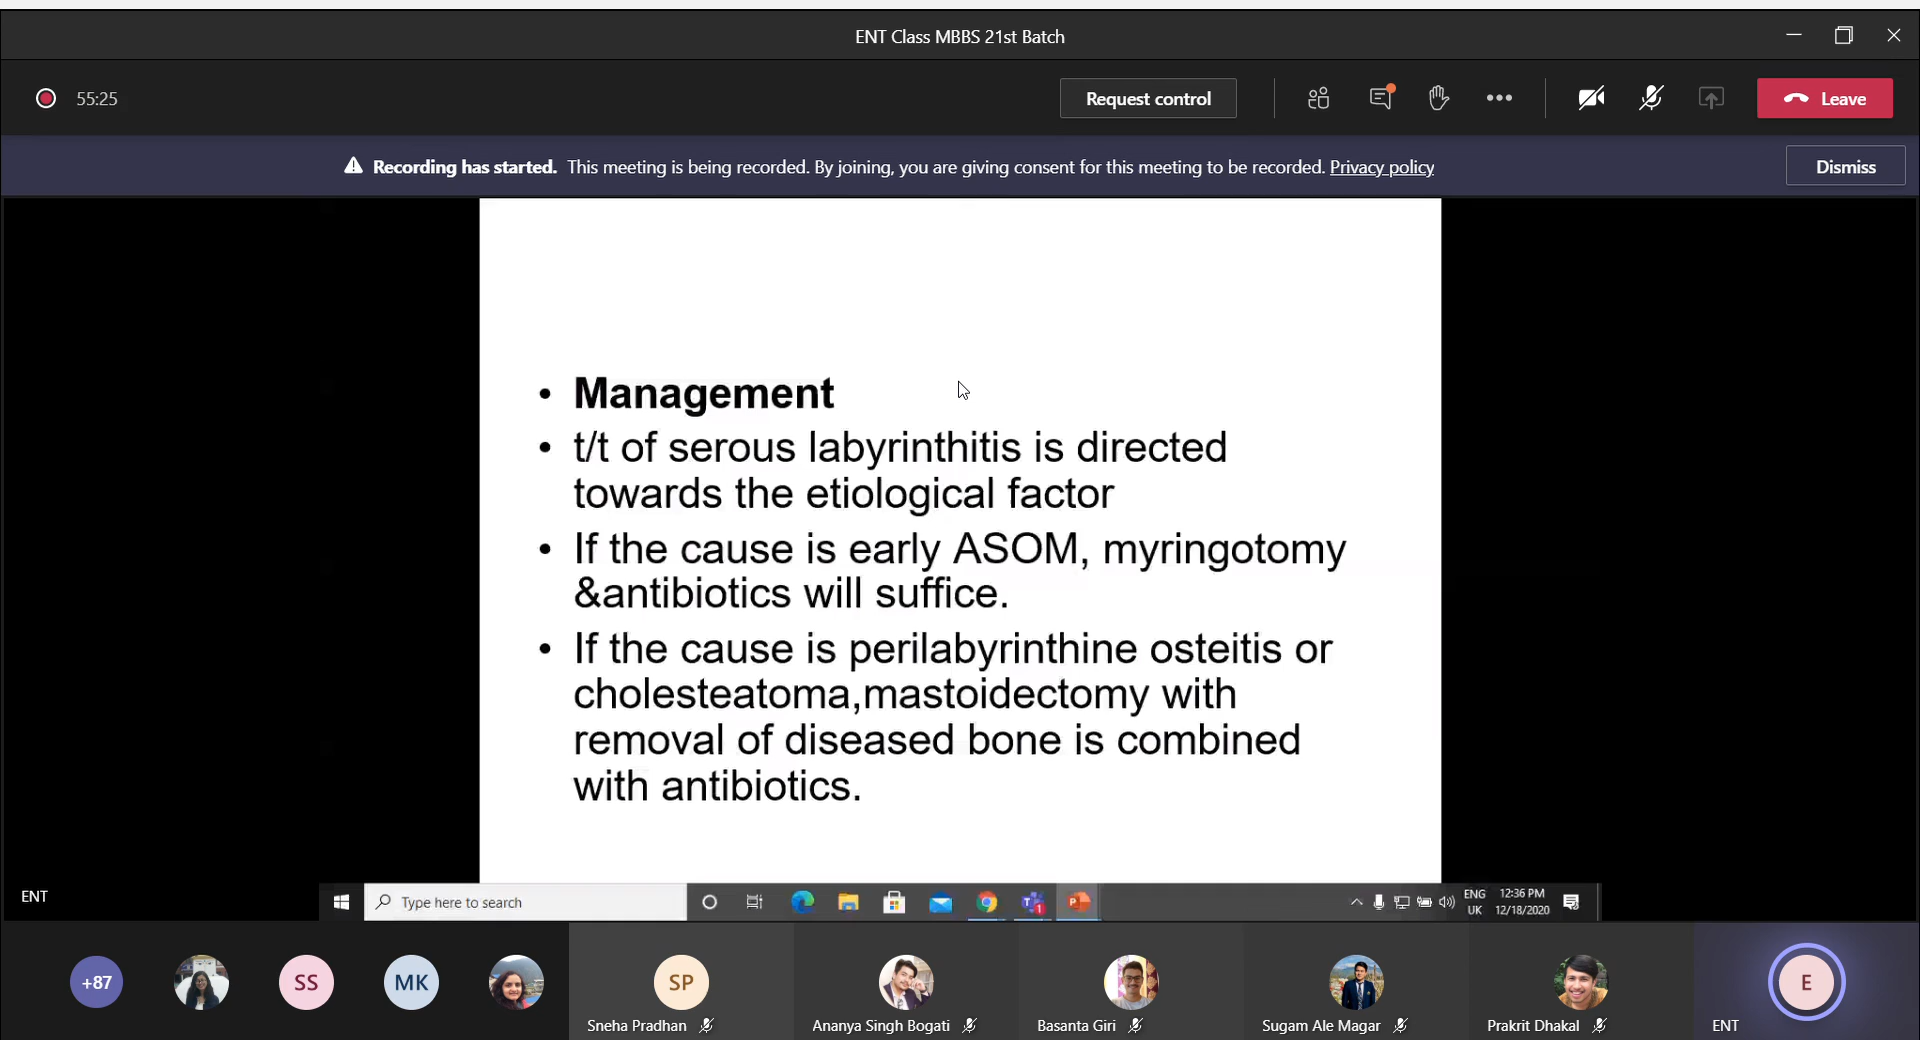 ENT Class MBBS 21st Batch
55:25
Request control
Leave
Recording has started. This meeting is being recorded. By joining, you are giving consent for this meeting to be recorded. Privacy policy
Dismiss
• Management
• t/t of serous labyrinthitis is directed
towards the etiological factor
• If the cause is early ASOM, myringotomy
&antibiotics will suffice.
• If the cause is perilabyrinthine osteitis or
cholesteatoma,mastoidectomy with
removal of diseased bone is combined
with antibiotics.
ENT
Type here to search
ENG
UK
12:36 PM
12/18/2020
+87
SS
MK
SP
E
Sneha Pradhan
Ananya Singh Bogati
Basanta Giri
Sugam Ale Magar
Prakrit Dhakal
ENT